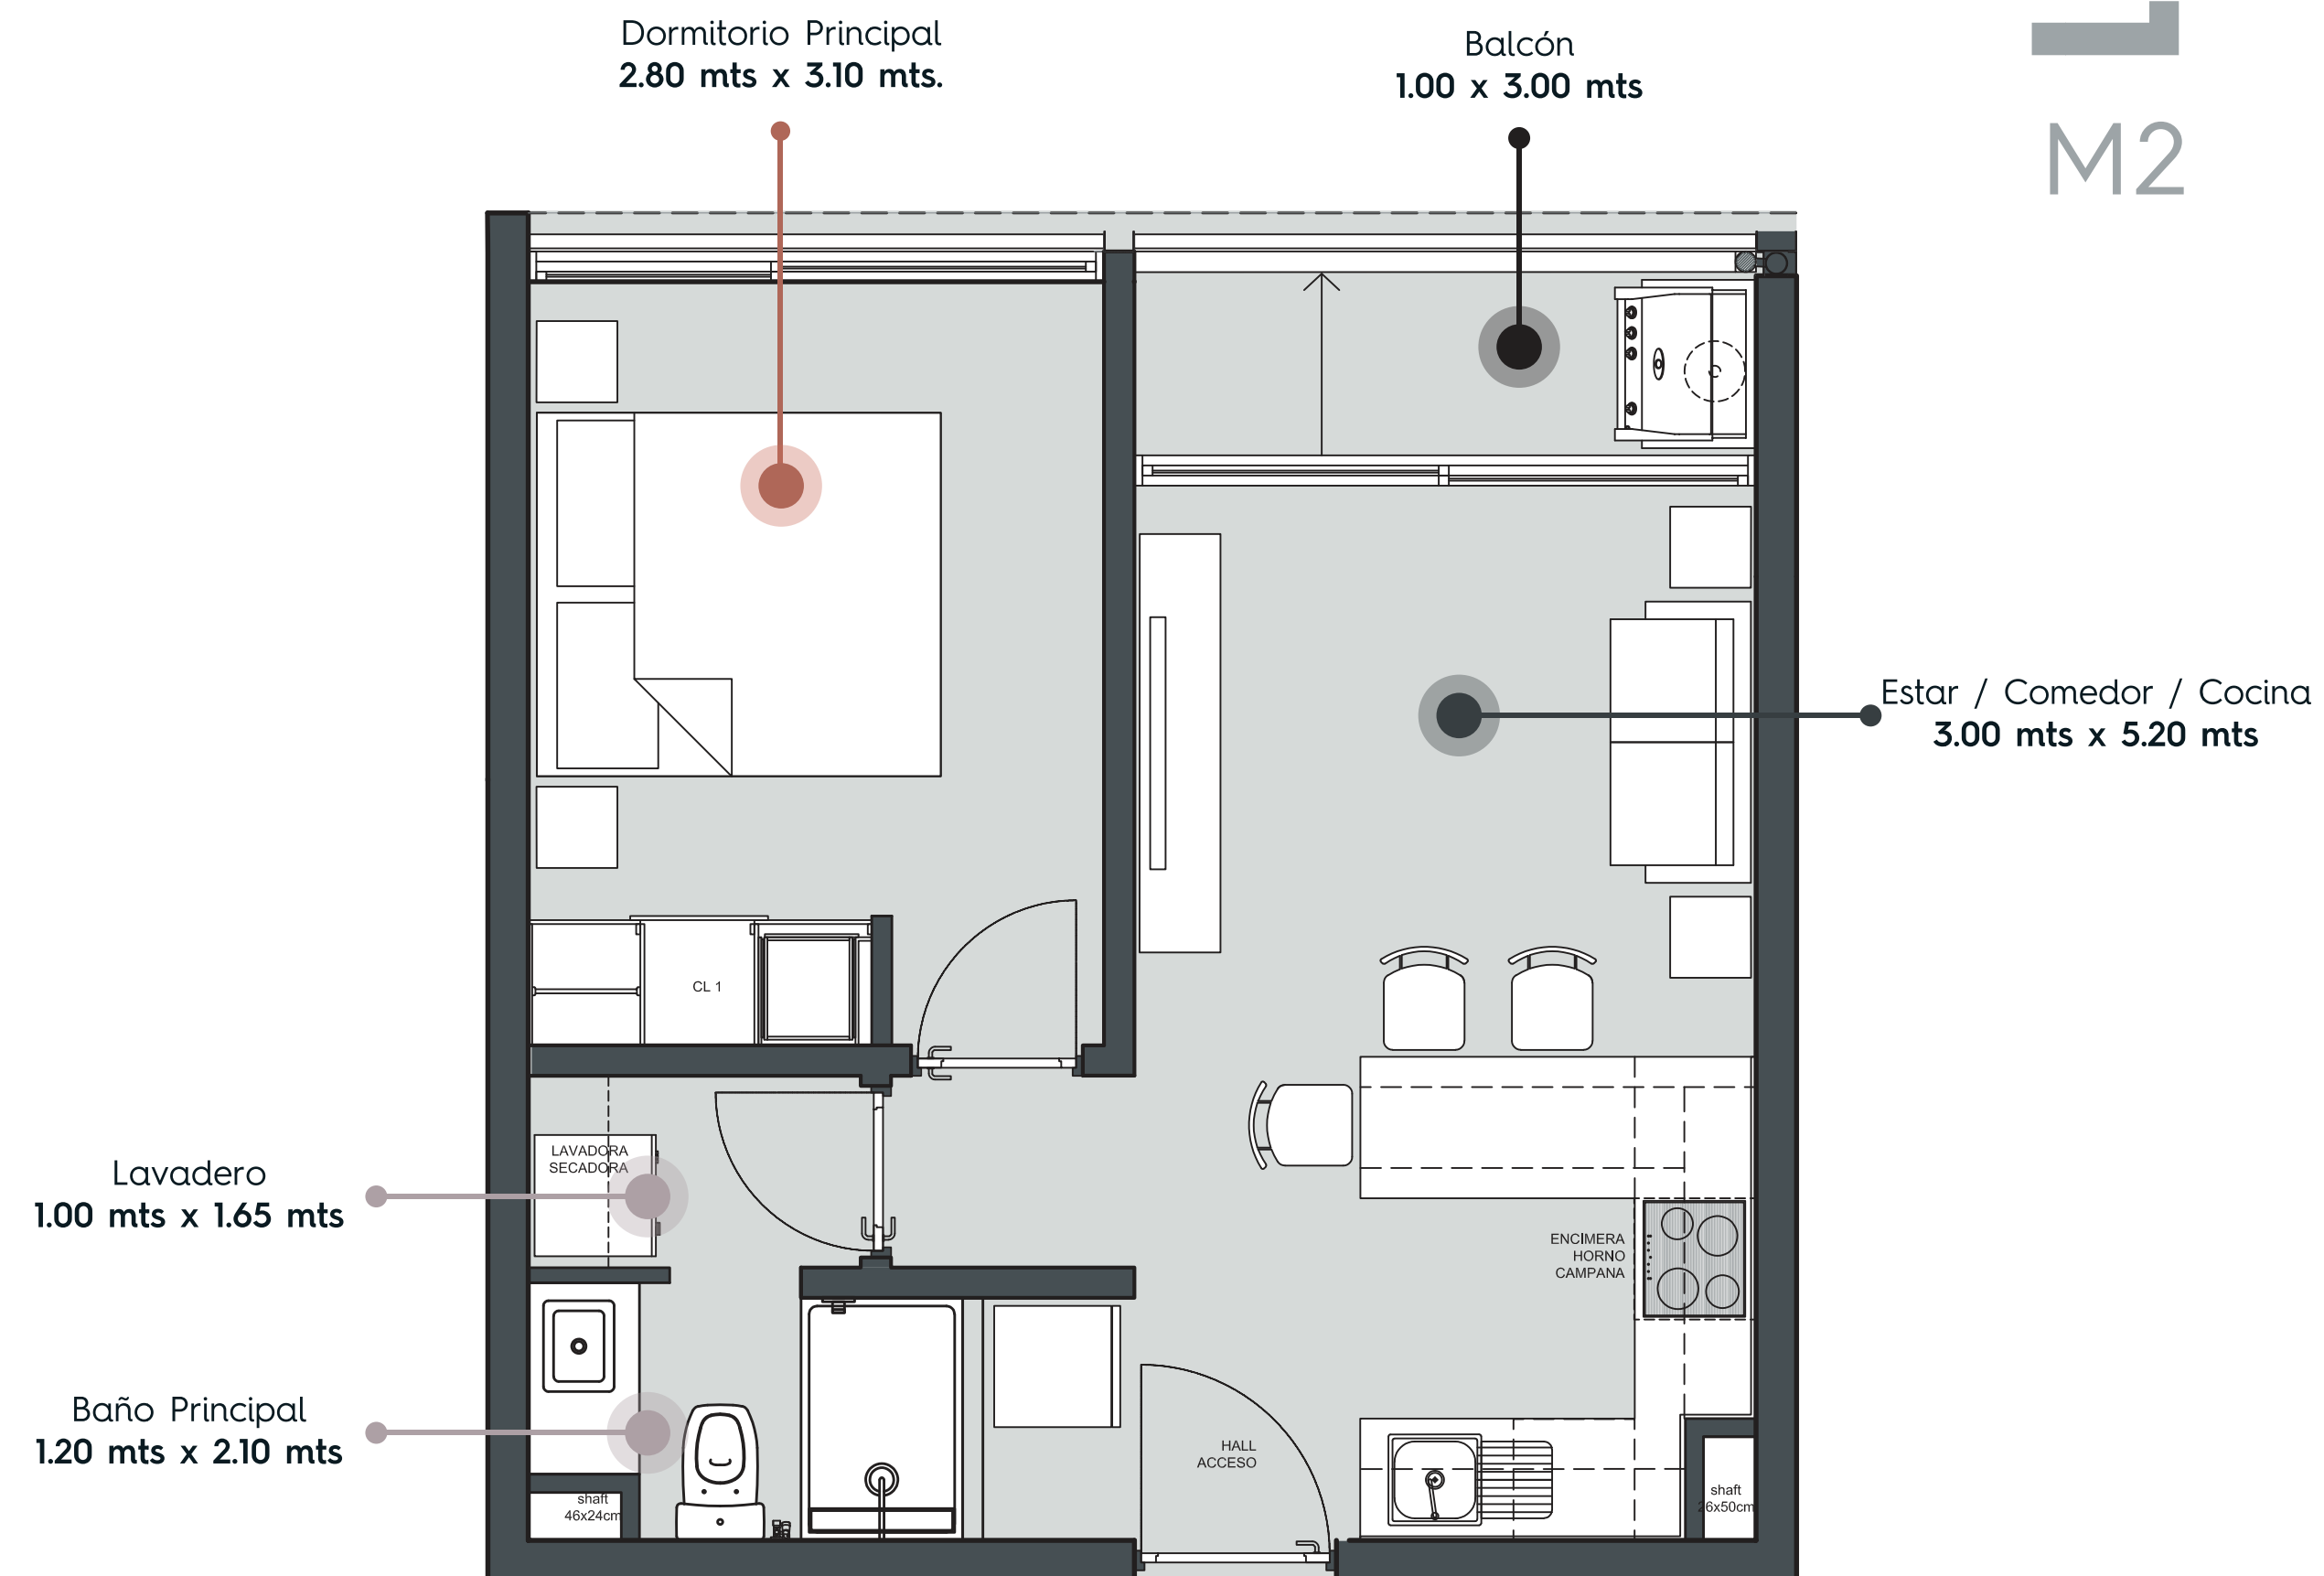 Dormitorio Principal
2.80 mts x 3.10 mts.
Balcón
1.00 x 3.00 mts
M2
Estar / Comedor / Cocina
3.00 mts x 5.20 mts
CL 1
LAVADORA
SECADORA
Lavadero
1.00 mts x 1.65 mts
ENCIMERA
HORNO
CAMPANA
Baño Principal
1.20 mts x 2.10 mts
HALL
ACCESO
shaft
46x24cm
shaft
26x50cm